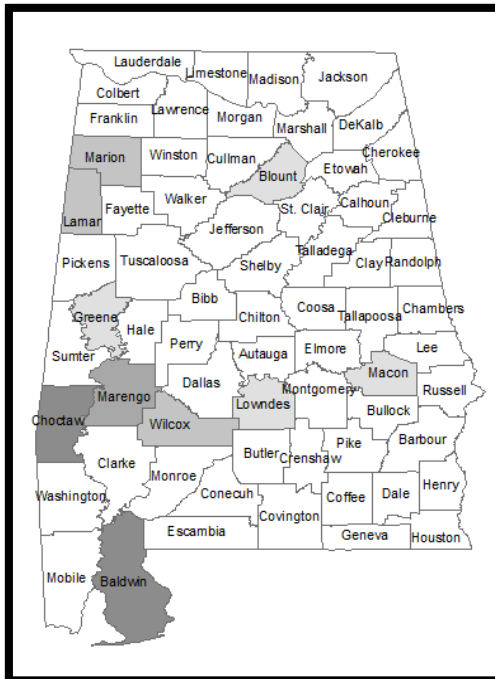 Lauderdale
Limestone
Madison
Jackson
Colbert
Lawrence
Franklin
Morgan
Marshall
DeKalb
Cherokee
Marion
Winston
Cullman
Blount
Etowah
Lamar
Fayette
Walker
Jefferson
St. Clair
Calhoun
Cleburne
Pickens
Tuscaloosa
Shelby
Talladega
Clay
Randolph
Greene
Hale
Bibb
Chilton
Coosa
Tallapoosa
Chambers
Sumter
Perry
Autauga
Elmore
Lee
Macon
Choctaw
Marengo
Dallas
Lowndes
Montgomery
Russell
Wilcox
Bullock
Clarke
Butler
Crenshaw
Pike
Barbour
Washington
Monroe
Conecuh
Covington
Coffee
Dale
Henry
Escambia
Geneva
Houston
Mobile
Baldwin